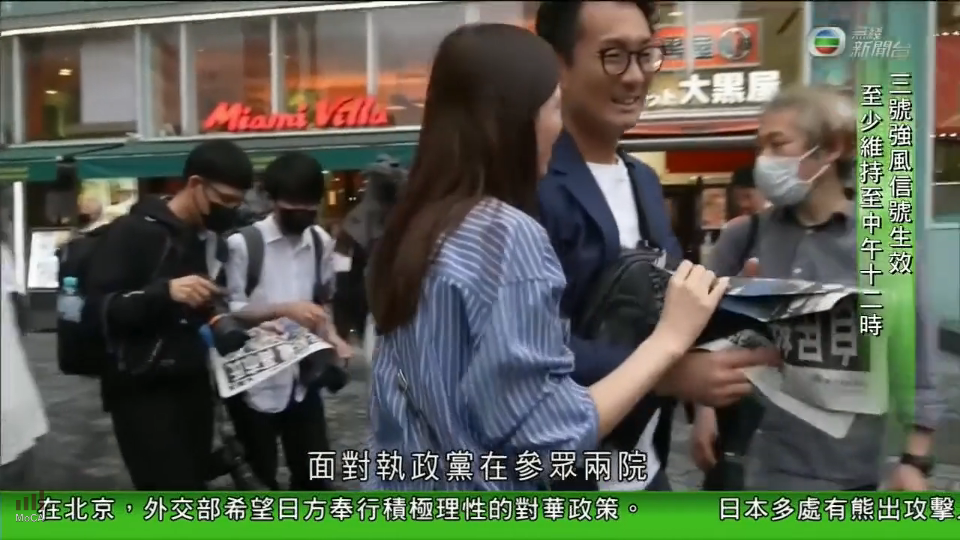 無綫新聞台
三號強風信號生效
至少維持至中午十二時
Miami Villa
大黒屋
面對執政黨在參眾兩院
在北京，外交部希望日方奉行積極理性的對華政策。
日本多處有熊出攻擊